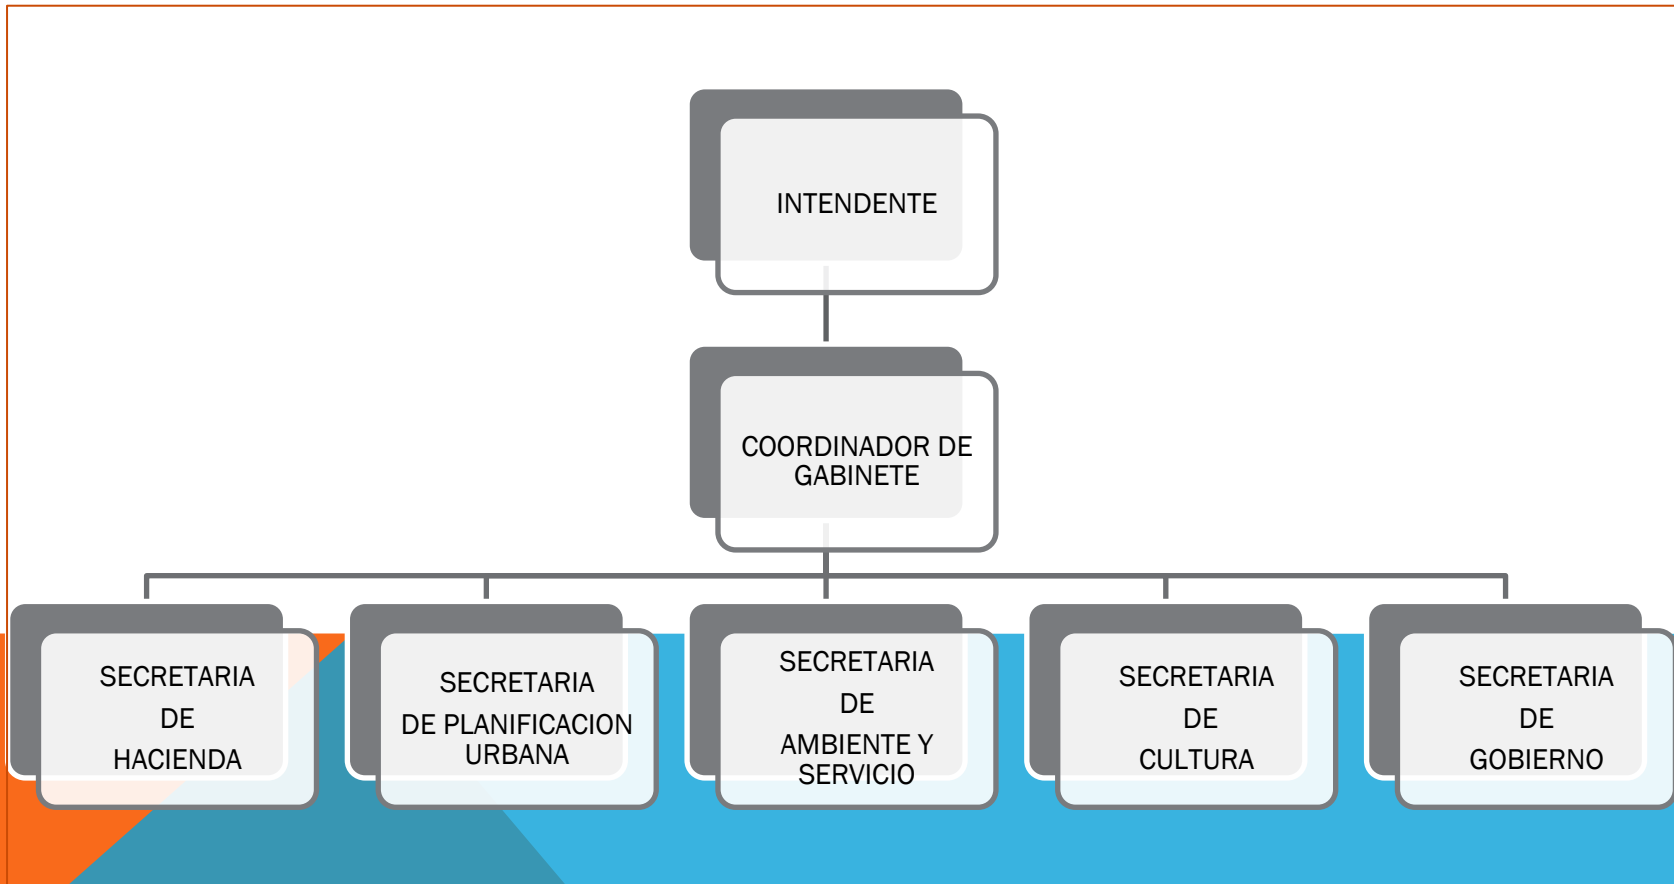 INTENDENTE
COORDINADOR DE
GABINETE
SECRETARIA
DE
HACIENDA
SECRETARIA
DE PLANIFICACION
URBANA
SECRETARIA
DE
AMBIENTE Y
SERVICIO
SECRETARIA
DE
CULTURA
SECRETARIA
DE
GOBIERNO